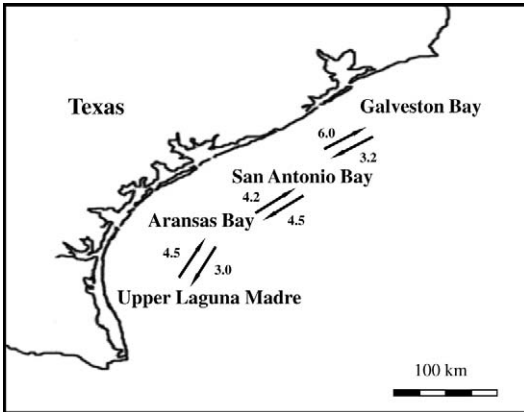 Texas
Galveston Bay
6.0
3.2
San Antonio Bay
4.2
4.5
Aransas Bay
4.5
3.0
Upper Laguna Madre
100 km